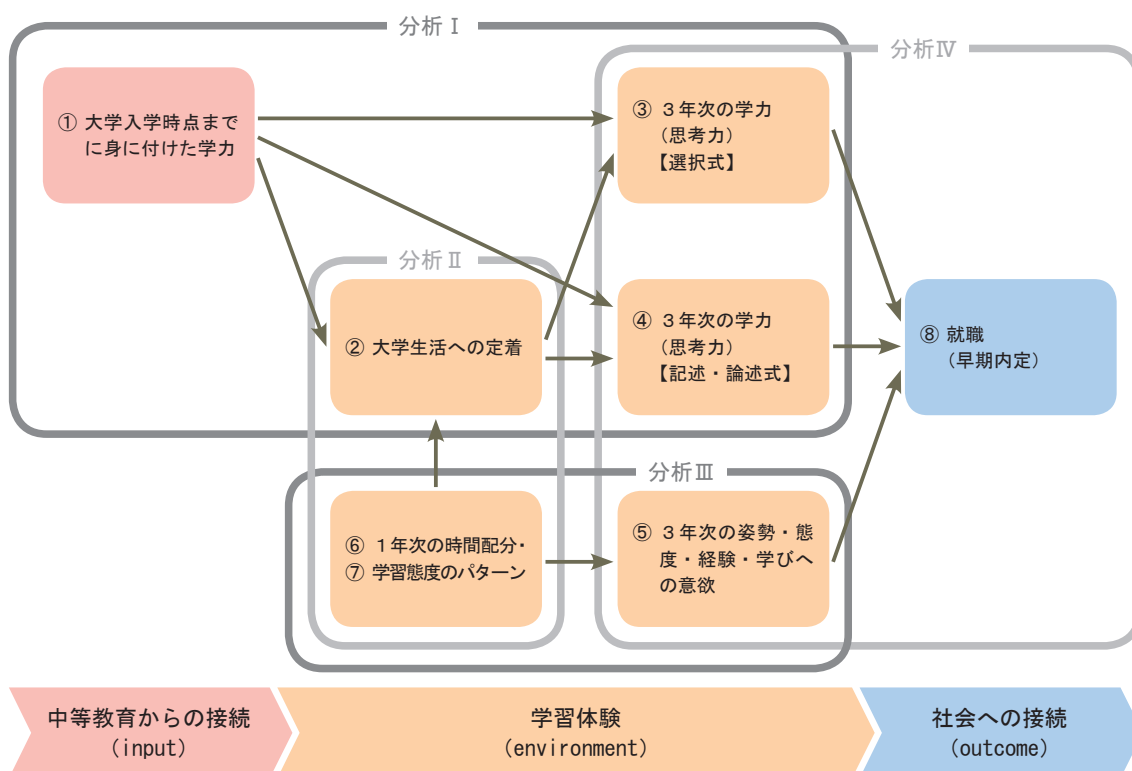 分析Ⅰ
分析Ⅳ
① 大学入学時点まで
に身に付けた学力
③ 3年次の学力
（思考力）
【選択式】
分析Ⅱ
② 大学生活への定着
④ 3年次の学力
（思考力）
【記述・論述式】
⑧ 就職
（早期内定）
分析Ⅲ
⑥ 1年次の時間配分・
⑦ 学習態度のパターン
⑤ 3年次の姿勢・態
度・経験・学びへ
の意欲
中等教育からの接続
（input）
学習体験
（environment）
社会への接続
（outcome）